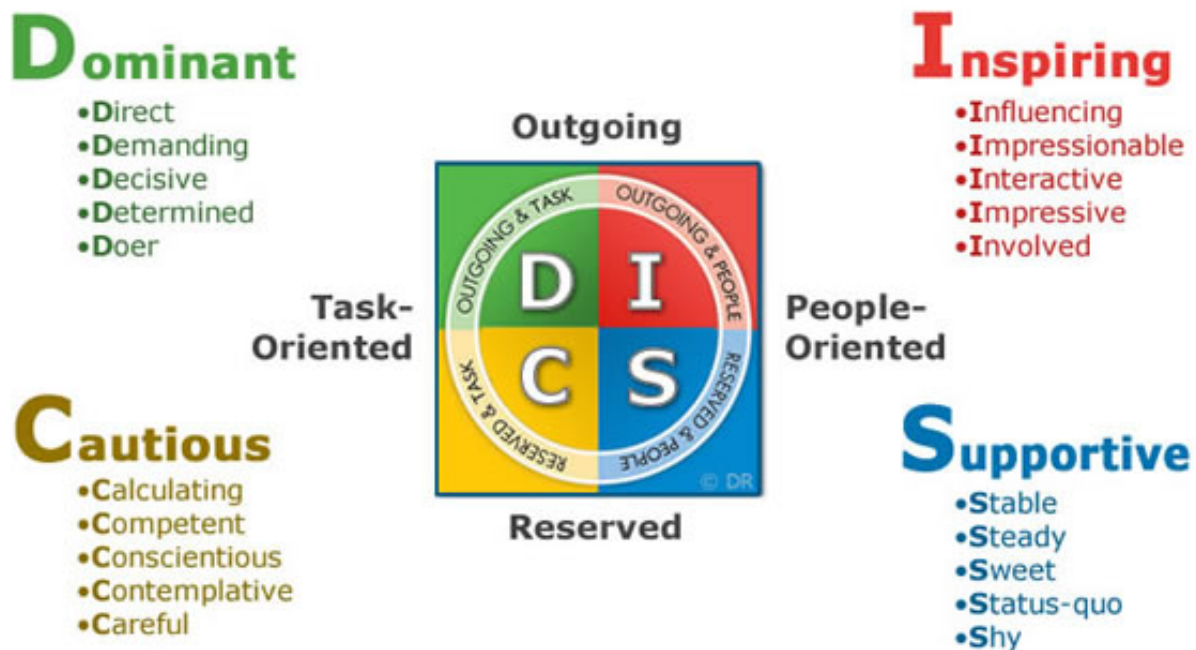 Dominant
•Direct
•Demanding
•Decisive
•Determined
•Doer
Inspiring
•Influencing
•Impressionable
•Interactive
•Impressive
•Involved
Outgoing
Task-
Oriented
OUTGOING & TASK
OUTGOING & PEOPLE
D I
C S
RESERVED & TASK
RESERVED & PEOPLE
© DR
People-
Oriented
Reserved
Cautious
•Calculating
•Competent
•Conscientious
•Contemplative
•Careful
Supportive
•Stable
•Steady
•Sweet
•Status-quo
•Shy